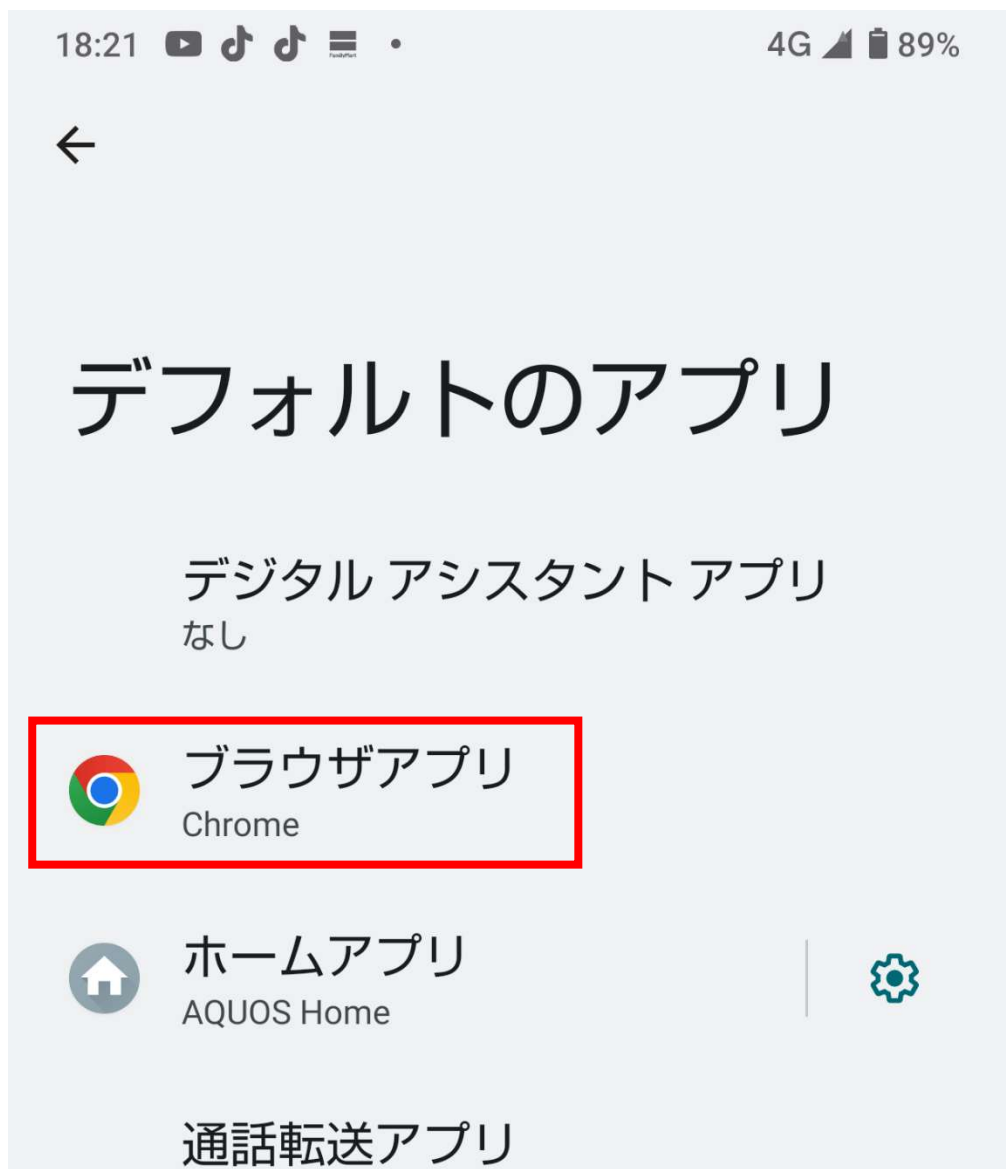 18:21
4G 89%
デフォルトのアプリ
デジタル アシスタント アプリ
なし
ブラウザアプリ
Chrome
ホームアプリ
AQUOS Home
通話転送アプリ